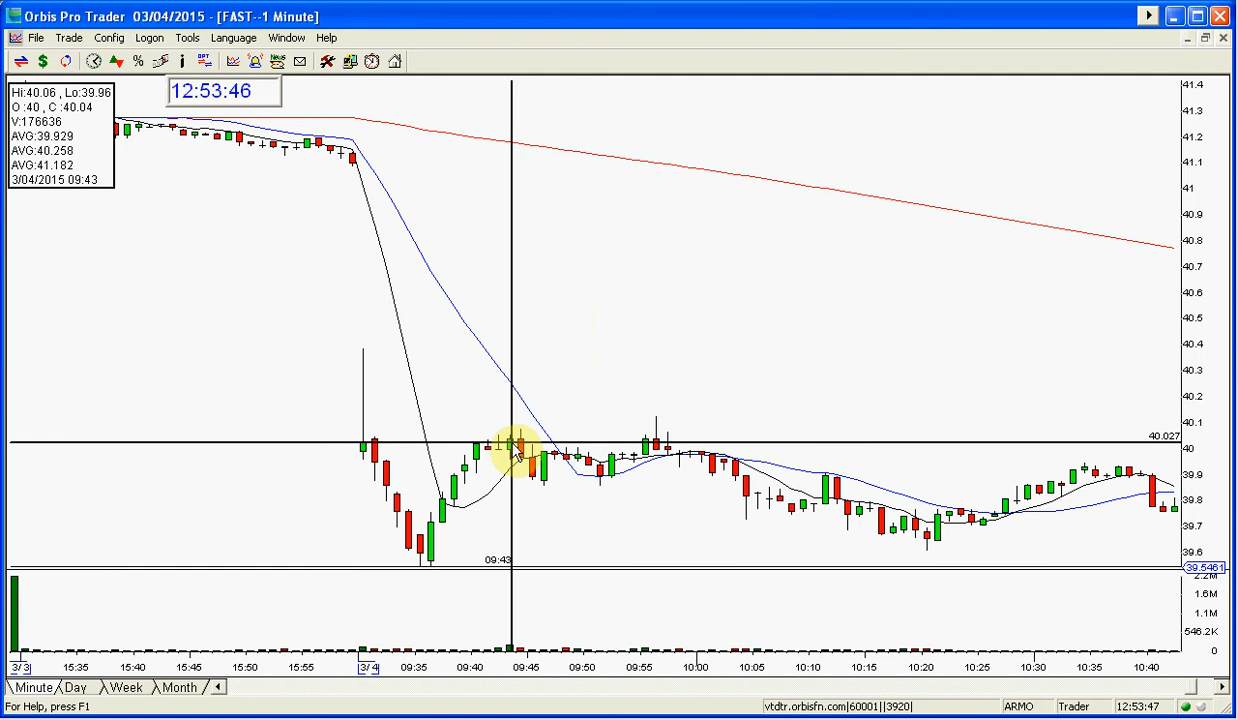 Orbis Pro Trader 03/04/2015 - [FAST--1 Minute]
File Trade Config Logon Tools Language Window Help
12:53:46
Hi:40.06 , Lo:39.96
O :40 , C :40.04
V:176636
AVG:39.929
AVG:40.258
AVG:41.182
3/04/2015 09:43
41.4
41.3
41.2
41.1
41
40.9
40.8
40.7
40.6
40.5
40.4
40.3
40.2
40.1
40.027
40
39.9
39.8
39.7
39.6
09:43
39.5461
2.2M
1.6M
1.1M
546.2K
0
3/ 3 15:35 15:40 15:45 15:50 15:55 3/ 4 09:35 09:40 09:45 09:50 09:55 10:00 10:05 10:10 10:15 10:20 10:25 10:30 10:35 10:40
Minute Day Week Month
For Help, press F1 vtdtr.orbisfn.com|60001||3920| ARMO Trader 12:53:47